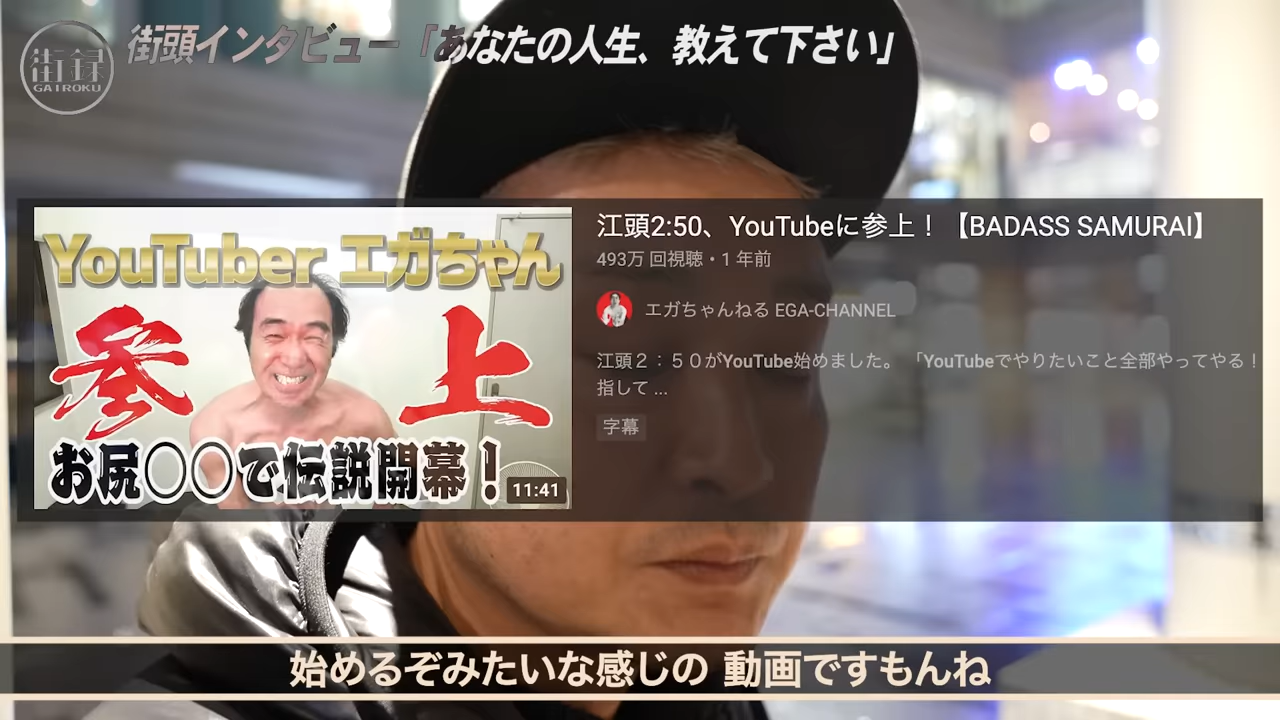 街録
GAIROKU
街頭インタビュー「あなたの人生、教えて下さい」
YouTuber エガちゃん
参上
お尻〇〇で伝説開幕！
11:41
江頭2:50、YouTubeに参上！【BADASS SAMURAI】
493万 回視聴・1 年前
エガちゃんねる EGA-CHANNEL
江頭２：５０がYouTube始めました。 「YouTubeでやりたいこと全部やってやる！
指して ...
字幕
始めるぞみたいな感じの 動画ですもんね